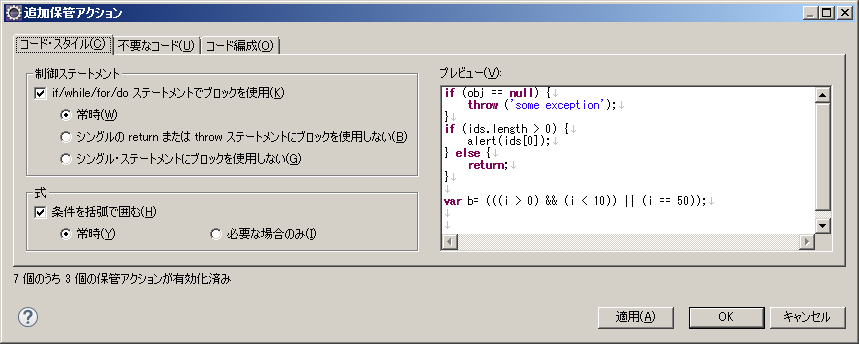 追加保管アクション
コード・スタイル(C) 不要なコード(U) コード編成(O)
制御ステートメント
if/while/for/do ステートメントでブロックを使用(K)
常時(W)
シングルの return または throw ステートメントにブロックを使用しない(B)
シングル・ステートメントにブロックを使用しない(G)
式
条件を括弧で囲む(H)
常時(Y) 必要な場合のみ(I)
プレビュー(V):
if (obj == null) {↓
    throw ('some exception');↓
}↓
if (ids.length > 0) {↓
    alert(ids[0]);↓
} else {↓
    return;↓
}↓
↓
var b= (((i > 0) && (i < 10)) || (i == 50));↓
↓
↓
7 個のうち 3 個の保管アクションが有効化済み
?
適用(A) OK キャンセル